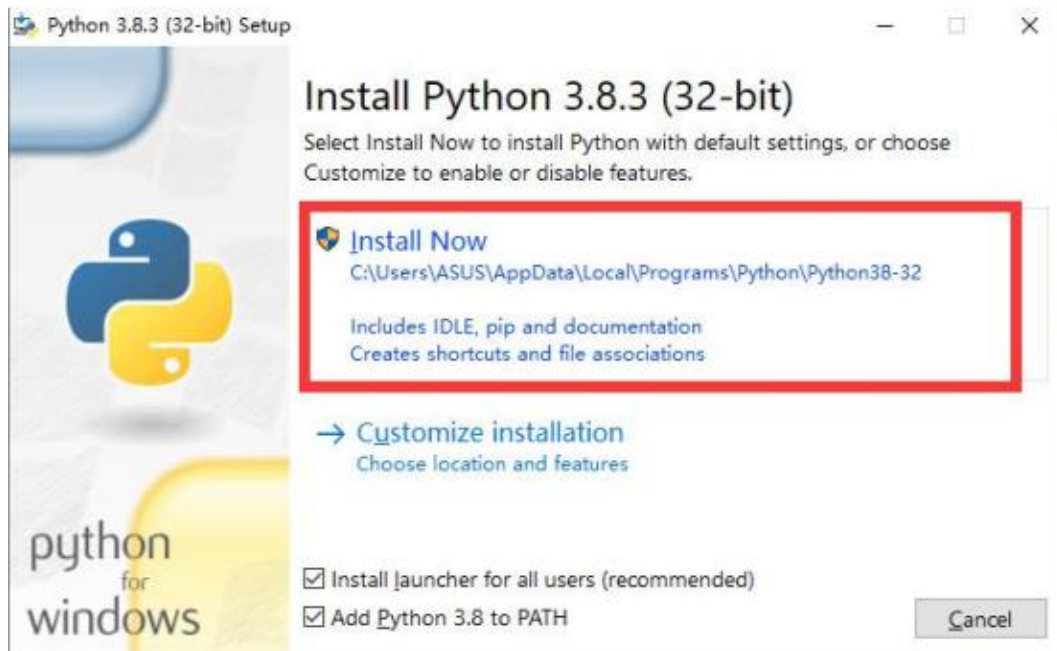 Python 3.8.3 (32-bit) Setup
Install Python 3.8.3 (32-bit)
Select Install Now to install Python with default settings, or choose
Customize to enable or disable features.
Install Now
C:\Users\ASUS\AppData\Local\Programs\Python\Python38-32
Includes IDLE, pip and documentation
Creates shortcuts and file associations
Customize installation
Choose location and features
python
for
windows
Install launcher for all users (recommended)
Add Python 3.8 to PATH
Cancel